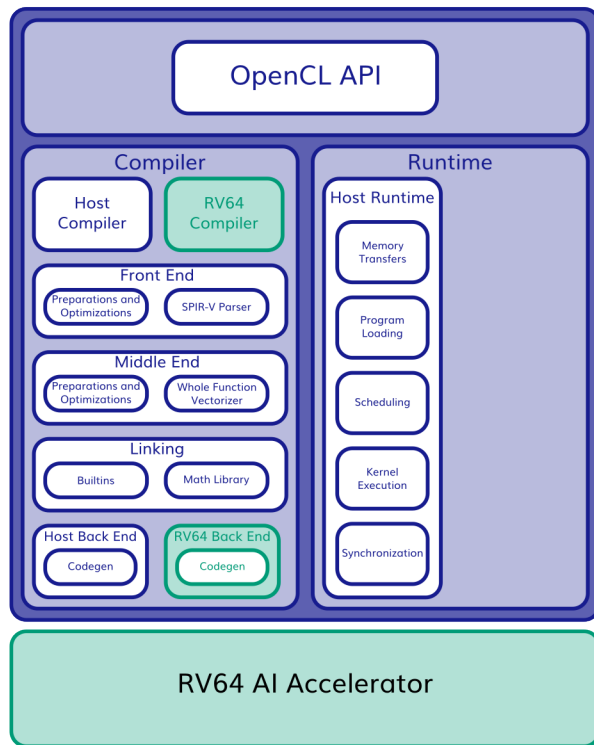 OpenCL API
Compiler
Host
Compiler
RV64
Compiler
Front End
Preparations and
Optimizations
SPIR-V Parser
Middle End
Preparations and
Optimizations
Whole Function
Vectorizer
Linking
Builtins
Math Library
Host Back End
Codegen
RV64 Back End
Codegen
Runtime
Host Runtime
Memory
Transfers
Program
Loading
Scheduling
Kernel
Execution
Synchronization
RV64 AI Accelerator